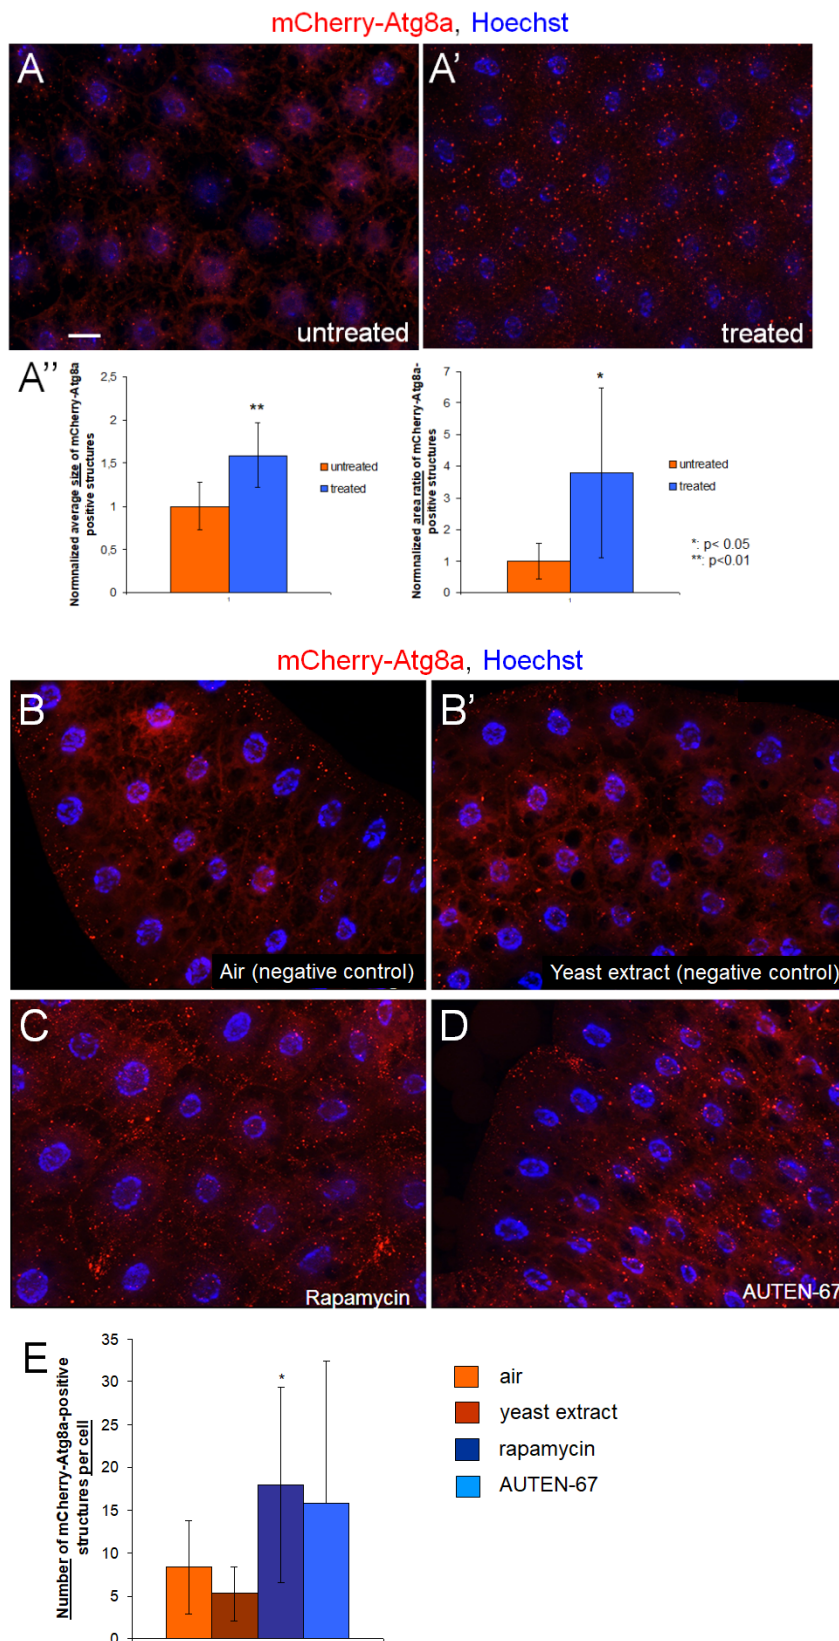 mCherry-Atg8a, Hoechst
A
A'
untreated
treated
A''
Normnalized average size of mCherry-Atg8a
positive structures
2,5
2
1,5
1
0,5
0
1
**
untreated
treated
Normnalized area ratio of mCherry-Atg8a-
positive structures
7
6
5
4
3
2
1
0
1
*
untreated
treated
*: p< 0.05
**: p<0.01
mCherry-Atg8a, Hoechst
B
B'
Air (negative control)
Yeast extract (negative control)
C
D
Rapamycin
AUTEN-67
E
Number of mCherry-Atg8a-positive
structures per cell
35
30
25
20
15
10
5
0
*
air
yeast extract
rapamycin
AUTEN-67